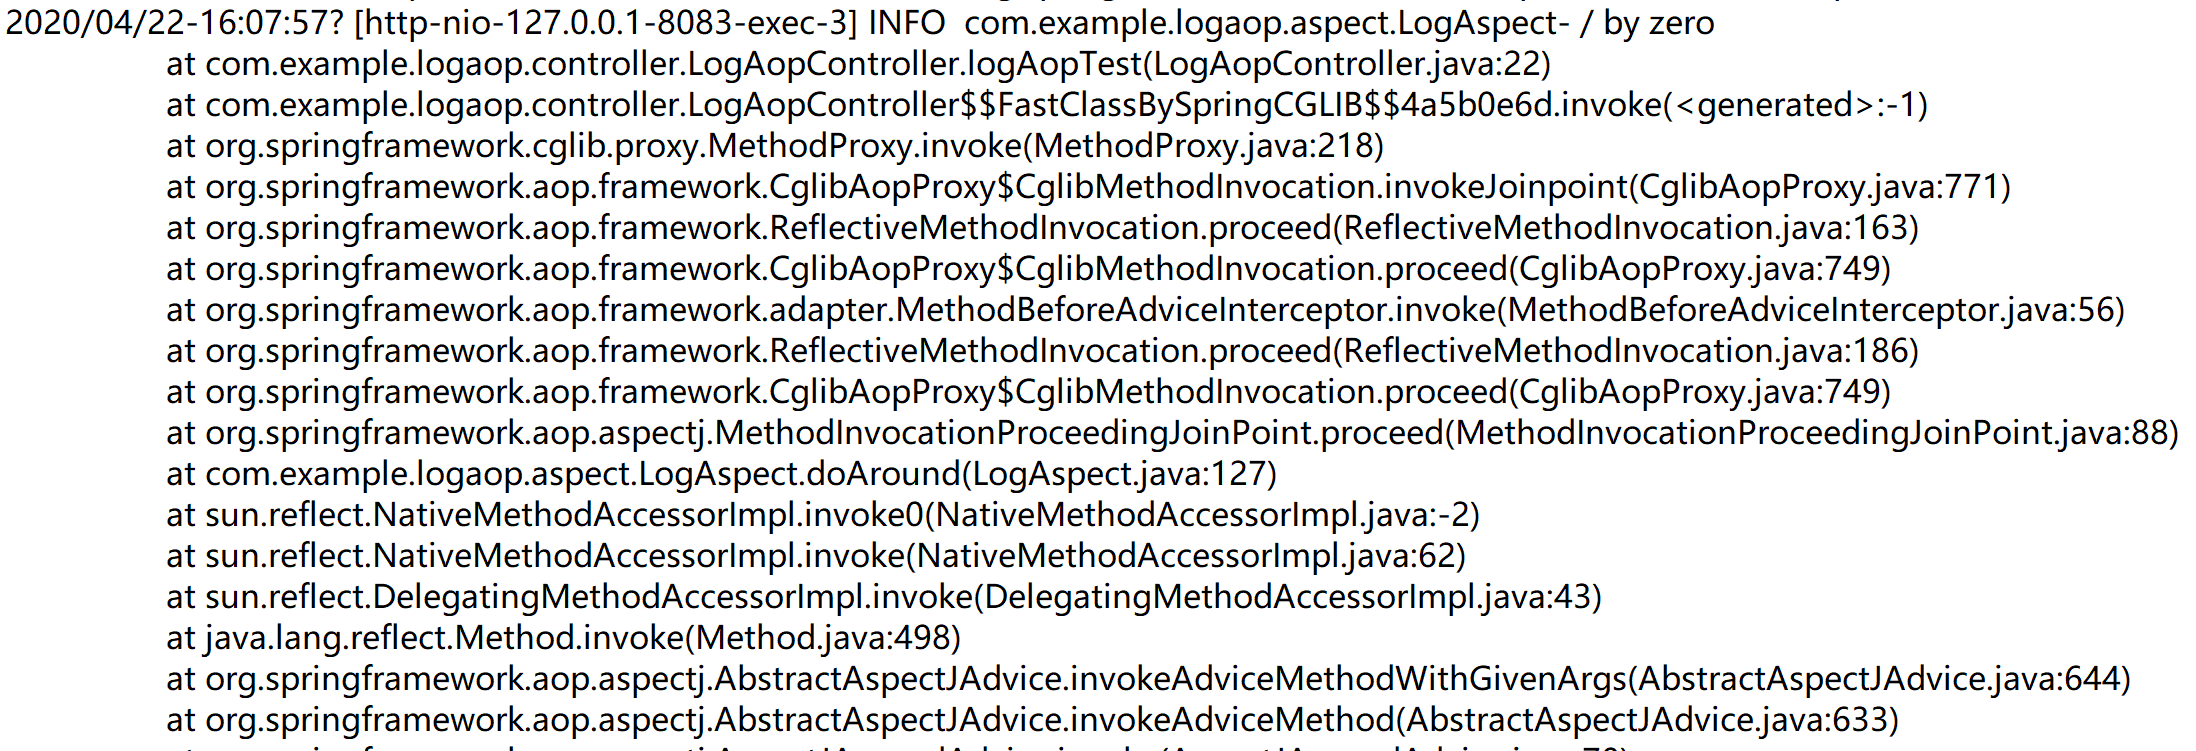 2020/04/22-16:07:57? [http-nio-127.0.0.1-8083-exec-3] INFO  com.example.logaop.aspect.LogAspect- / by zero
at com.example.logaop.controller.LogAopController.logAopTest(LogAopController.java:22)
at com.example.logaop.controller.LogAopController$$FastClassBySpringCGLIB$$4a5b0e6d.invoke(<generated>:-1)
at org.springframework.cglib.proxy.MethodProxy.invoke(MethodProxy.java:218)
at org.springframework.aop.framework.CglibAopProxy$CglibMethodInvocation.invokeJoinpoint(CglibAopProxy.java:771)
at org.springframework.aop.framework.ReflectiveMethodInvocation.proceed(ReflectiveMethodInvocation.java:163)
at org.springframework.aop.framework.CglibAopProxy$CglibMethodInvocation.proceed(CglibAopProxy.java:749)
at org.springframework.aop.framework.adapter.MethodBeforeAdviceInterceptor.invoke(MethodBeforeAdviceInterceptor.java:56)
at org.springframework.aop.framework.ReflectiveMethodInvocation.proceed(ReflectiveMethodInvocation.java:186)
at org.springframework.aop.framework.CglibAopProxy$CglibMethodInvocation.proceed(CglibAopProxy.java:749)
at org.springframework.aop.aspectj.MethodInvocationProceedingJoinPoint.proceed(MethodInvocationProceedingJoinPoint.java:88)
at com.example.logaop.aspect.LogAspect.doAround(LogAspect.java:127)
at sun.reflect.NativeMethodAccessorImpl.invoke0(NativeMethodAccessorImpl.java:-2)
at sun.reflect.NativeMethodAccessorImpl.invoke(NativeMethodAccessorImpl.java:62)
at sun.reflect.DelegatingMethodAccessorImpl.invoke(DelegatingMethodAccessorImpl.java:43)
at java.lang.reflect.Method.invoke(Method.java:498)
at org.springframework.aop.aspectj.AbstractAspectJAdvice.invokeAdviceMethodWithGivenArgs(AbstractAspectJAdvice.java:644)
at org.springframework.aop.aspectj.AbstractAspectJAdvice.invokeAdviceMethod(AbstractAspectJAdvice.java:633)